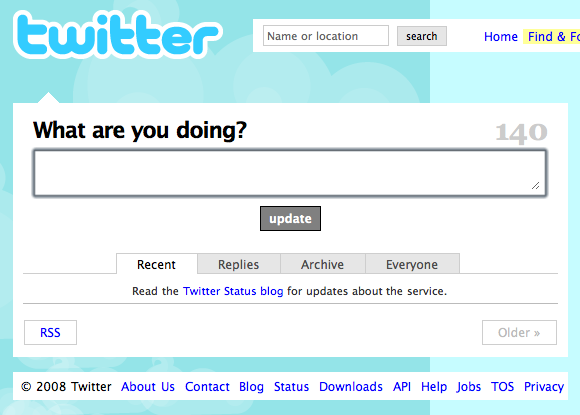 twitter
Name or location search Home Find & Fo
What are you doing? 140
update
Recent Replies Archive Everyone
Read the Twitter Status blog for updates about the service.
RSS Older »
© 2008 Twitter About Us Contact Blog Status Downloads API Help Jobs TOS Privacy